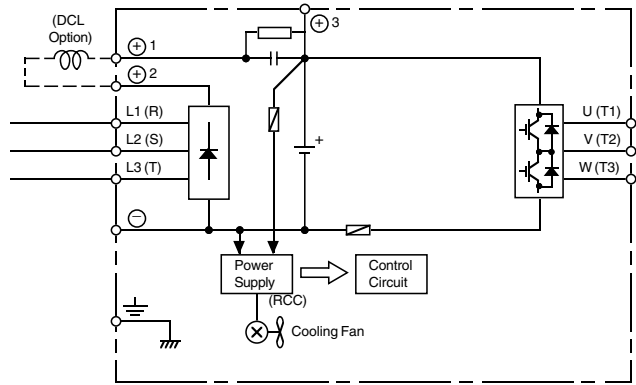 (DCL
Option)
+ 1
+ 2
+ 3
L1 (R)
L2 (S)
L3 (T)
−
+
U (T1)
V (T2)
W (T3)
Power
Supply
(RCC)
Control
Circuit
Cooling Fan